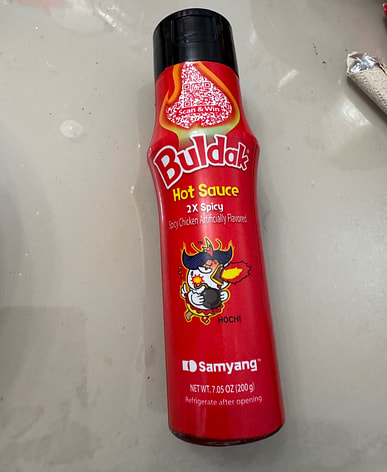 Scan & Win
Buldak
Hot Sauce
2X Spicy
Spicy Chicken Artificially Flavored
HOCHI
Samyang™
NET WT. 7.05 OZ (200 g)
Refrigerate after opening